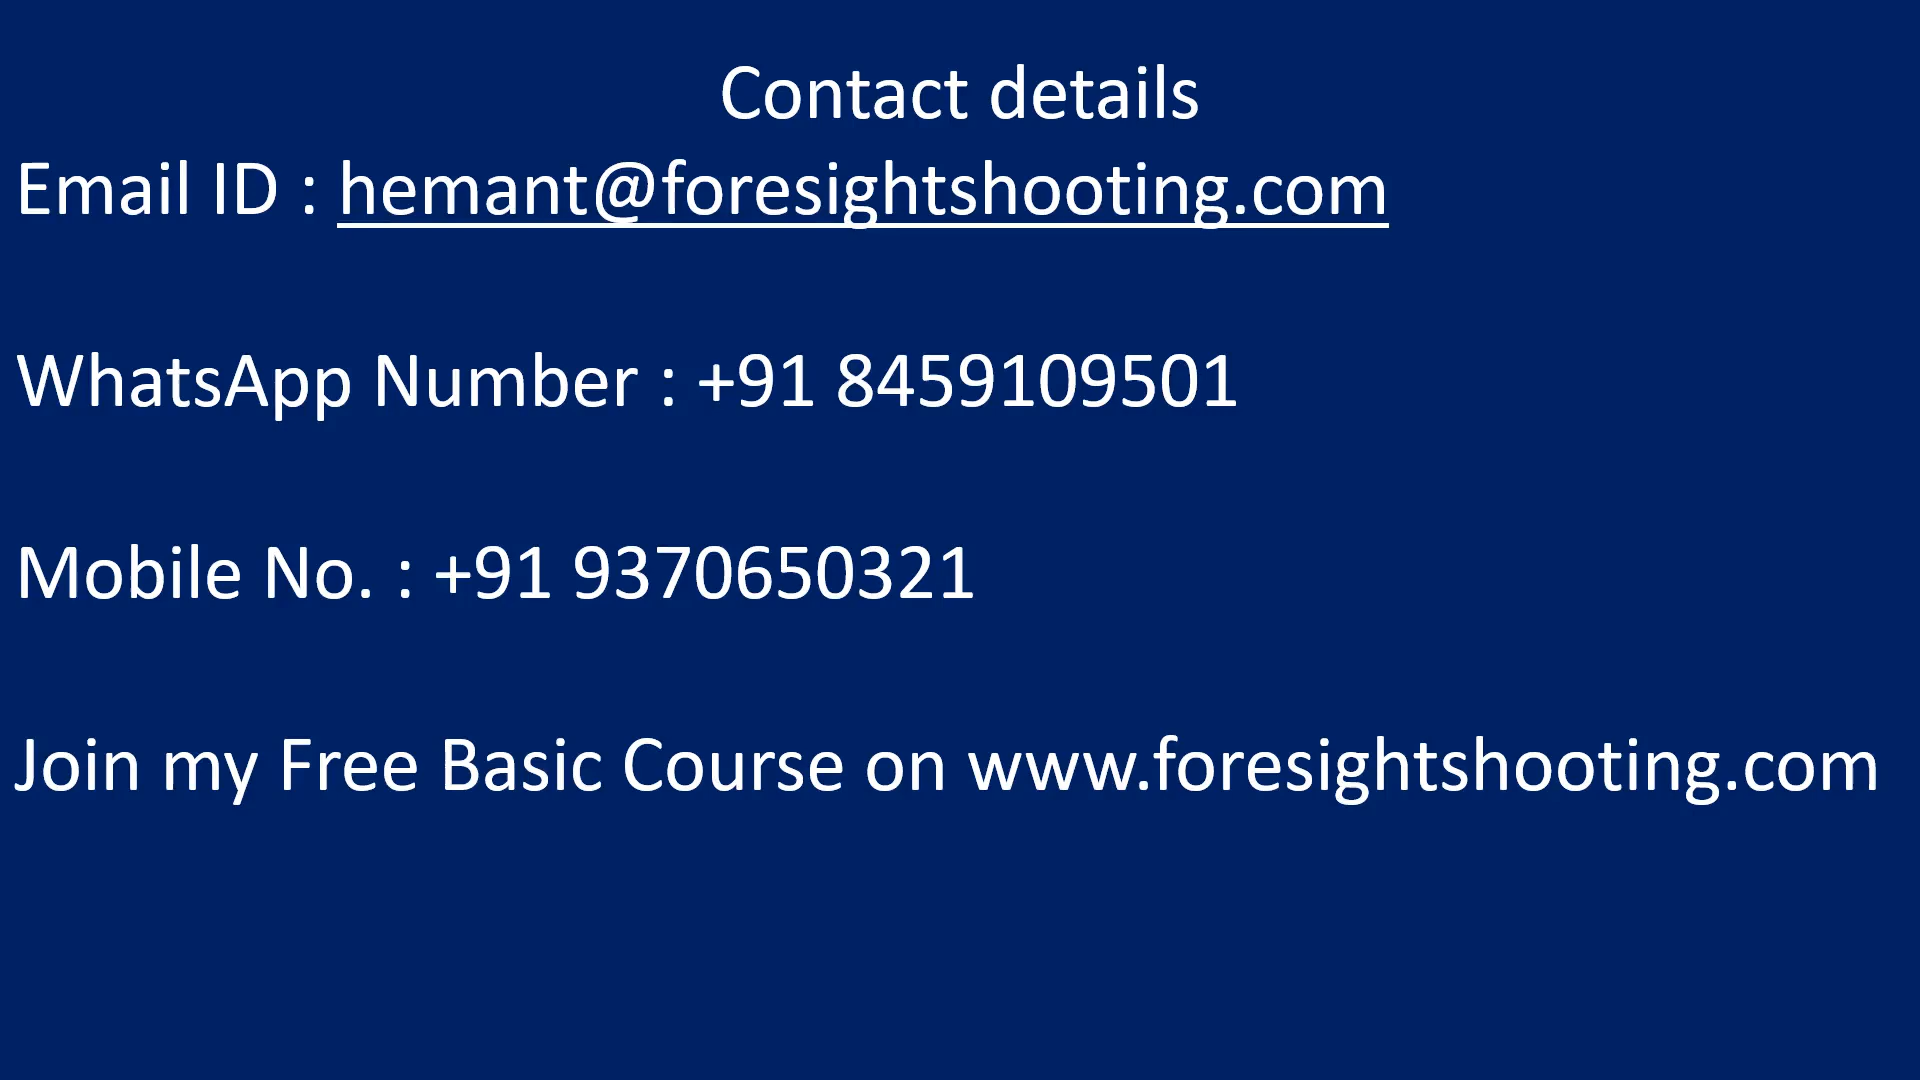 Contact details
Email ID : hemant@foresightshooting.com
WhatsApp Number : +91 8459109501
Mobile No. : +91 9370650321
Join my Free Basic Course on www.foresightshooting.com